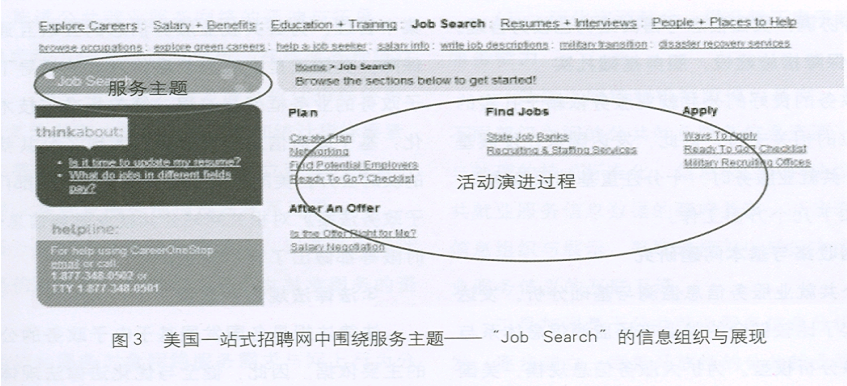 Explore Careers Salary + Benefits Education + Training Job Search Resumes + Interviews People + Places to Help
browse occupations : explore green careers : help a job seeker : salary info : write job descriptions : military transition : disaster recovery services
Job Search
服务主题
Home > Job Search
Browse the sections below to get started!
thinkabout:
• Is it time to update my resume?
• What do jobs in different fields
pay?
helpline:
For help using CareerOneStop
email or call
1-877-348-0502 or
TTY 1-877-348-0501
Plan
Create Plan
Networking
Find Potential Employers
Ready To Go? Checklist
Find Jobs
State Job Banks
Recruiting & Staffing Services
Apply
Ways To Apply
Ready To Go? Checklist
Military Recruiting Offices
活动演进过程
After An Offer
Is the Offer Right for Me?
Salary Negotiation
图3 美国一站式招聘网中围绕服务主题——“Job Search”的信息组织与展现